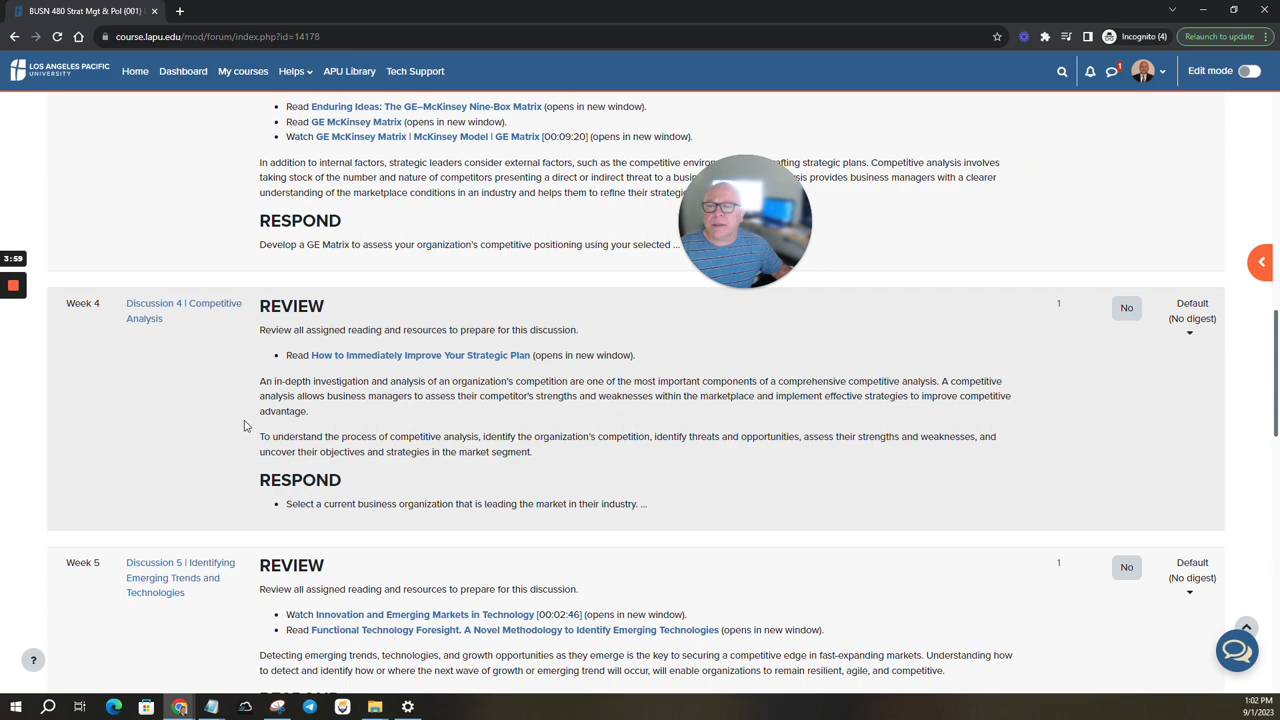 BUSN 480 Strat Mgt & Pol (001) |
course.lapu.edu/mod/forum/index.php?id=14178
Incognito (4)
Relaunch to update
LOS ANGELES PACIFIC
UNIVERSITY
Home
Dashboard
My courses
Helps
APU Library
Tech Support
1
Edit mode
Read Enduring Ideas: The GE–McKinsey Nine-Box Matrix (opens in new window).
Read GE McKinsey Matrix (opens in new window).
Watch GE McKinsey Matrix | McKinsey Model | GE Matrix [00:09:20] (opens in new window).
In addition to internal factors, strategic leaders consider external factors, such as the competitive afting strategic plans. Competitive analysis involves
taking stock of the number and nature of competitors presenting a direct or indirect threat to a sis provides business managers with a clearer
understanding of the marketplace conditions in an industry and helps them to refine their
RESPOND
Develop a GE Matrix to assess your organization's competitive positioning using your selected ...
3:59
Week 4
Discussion 4 | Competitive
Analysis
REVIEW
Review all assigned reading and resources to prepare for this discussion.
Read How to Immediately Improve Your Strategic Plan (opens in new window).
An in-depth investigation and analysis of an organization's competition are one of the most important components of a comprehensive competitive analysis. A competitive
analysis allows business managers to assess their competitor's strengths and weaknesses within the marketplace and implement effective strategies to improve competitive
advantage.
To understand the process of competitive analysis, identify the organization's competition, identify threats and opportunities, assess their strengths and weaknesses, and
uncover their objectives and strategies in the market segment.
RESPOND
Select a current business organization that is leading the market in their industry. ...
1
No
Default
(No digest)
Week 5
Discussion 5 | Identifying
Emerging Trends and
Technologies
REVIEW
Review all assigned reading and resources to prepare for this discussion.
Watch Innovation and Emerging Markets in Technology [00:02:46] (opens in new window).
Read Functional Technology Foresight. A Novel Methodology to Identify Emerging Technologies (opens in new window).
Detecting emerging trends, technologies, and growth opportunities as they emerge is the key to securing a competitive edge in fast-expanding markets. Understanding how
to detect and identify how or where the next wave of growth or emerging trend will occur, will enable organizations to remain resilient, agile, and competitive.
1
No
Default
(No digest)
?
1:02 PM
9/1/2023